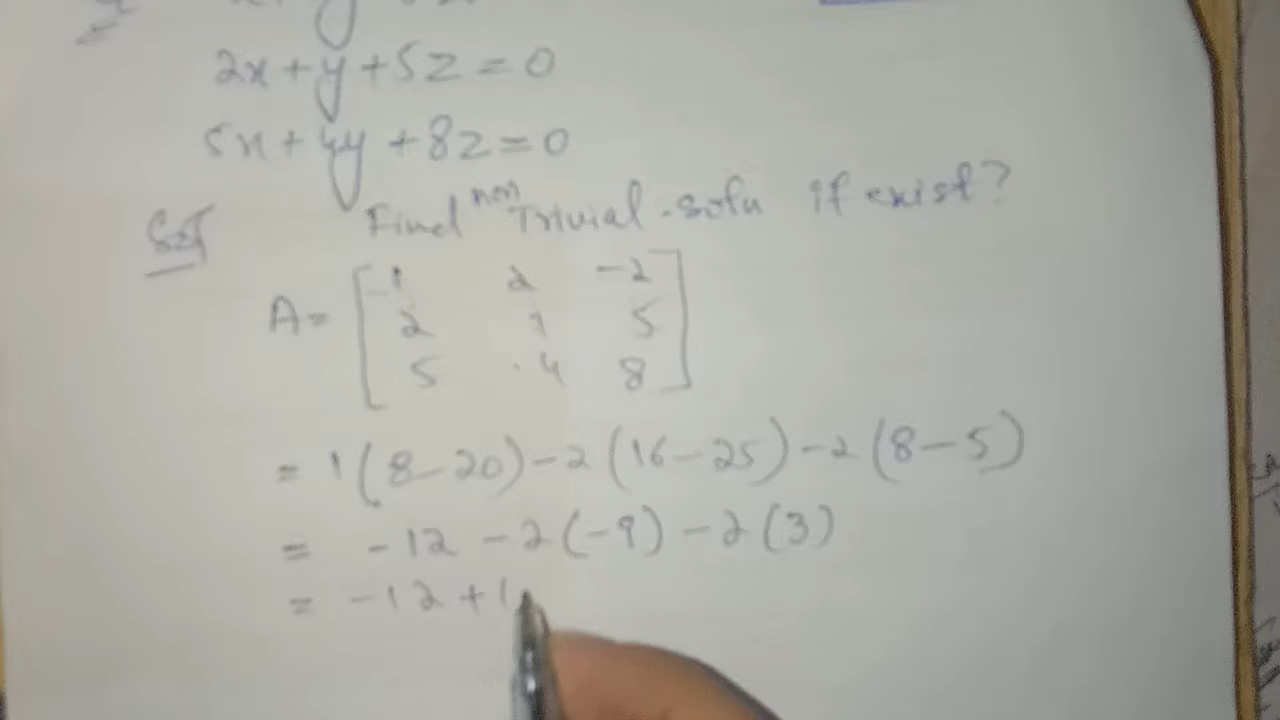 2x+y+5z=0
5x+4y+8z=0
Sol
Find non Trivial soln if exist?
A= [ 1 2 -2
2 1 5
5 4 8 ]
= 1(8-20)-2(16-25)-2(8-5)
= -12 -2(-9) -2(3)
= -12+1